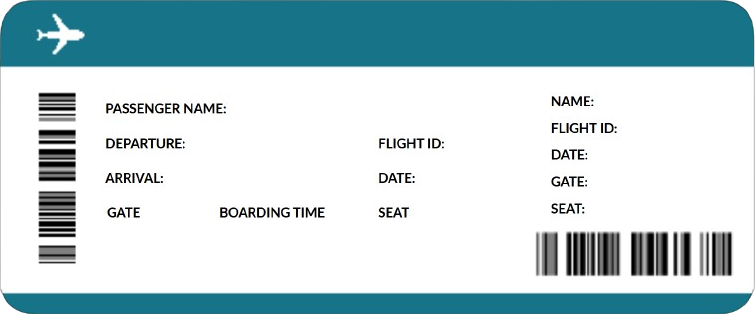 PASSENGER NAME:
DEPARTURE: FLIGHT ID:
ARRIVAL: DATE:
GATE BOARDING TIME SEAT
NAME:
FLIGHT ID:
DATE:
GATE:
SEAT: